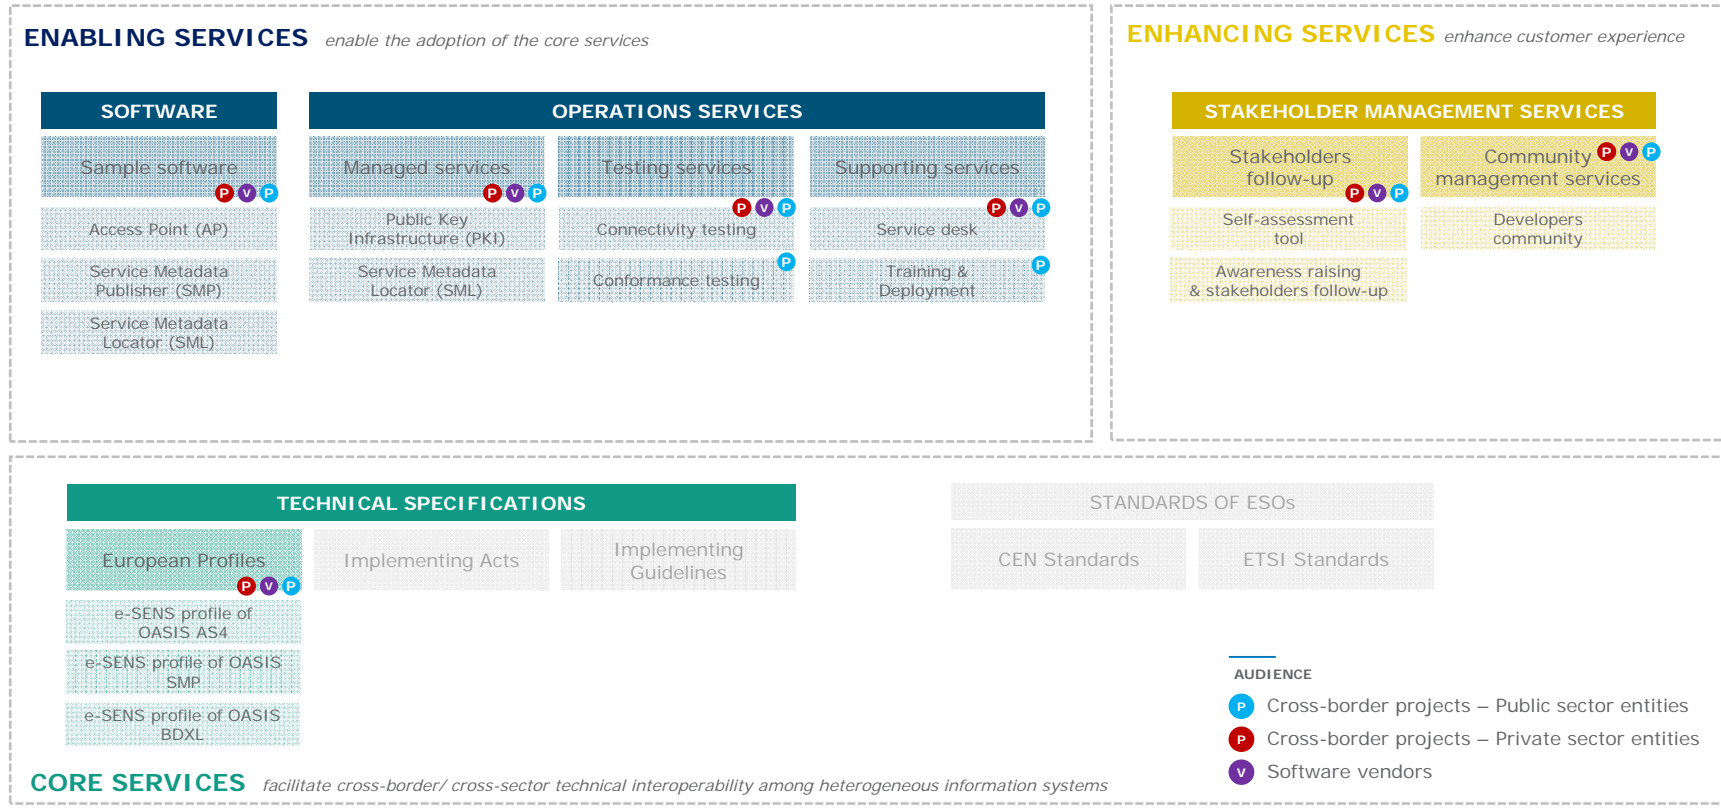 ENABLING SERVICES enable the adoption of the core services
SOFTWARE
Sample software
P V P
Access Point (AP)
Service Metadata
Publisher (SMP)
Service Metadata
Locator (SML)
OPERATIONS SERVICES
Managed services
P V P
Public Key
Infrastructure (PKI)
Service Metadata
Locator (SML)
Testing services
P V P
Connectivity testing
P
Conformance testing
Supporting services
P V P
Service desk
P
Training &
Deployment
ENHANCING SERVICES enhance customer experience
STAKEHOLDER MANAGEMENT SERVICES
Stakeholders
follow-up
P V P
Self-assessment
tool
Awareness raising
& stakeholders follow-up
Community P V P
management services
Developers
community
TECHNICAL SPECIFICATIONS
European Profiles
P V P
e-SENS profile of
OASIS AS4
e-SENS profile of OASIS
SMP
e-SENS profile of OASIS
BDXL
Implementing Acts
Implementing
Guidelines
STANDARDS OF ESOs
CEN Standards
ETSI Standards
AUDIENCE
P Cross-border projects – Public sector entities
P Cross-border projects – Private sector entities
V Software vendors
CORE SERVICES facilitate cross-border/ cross-sector technical interoperability among heterogeneous information systems